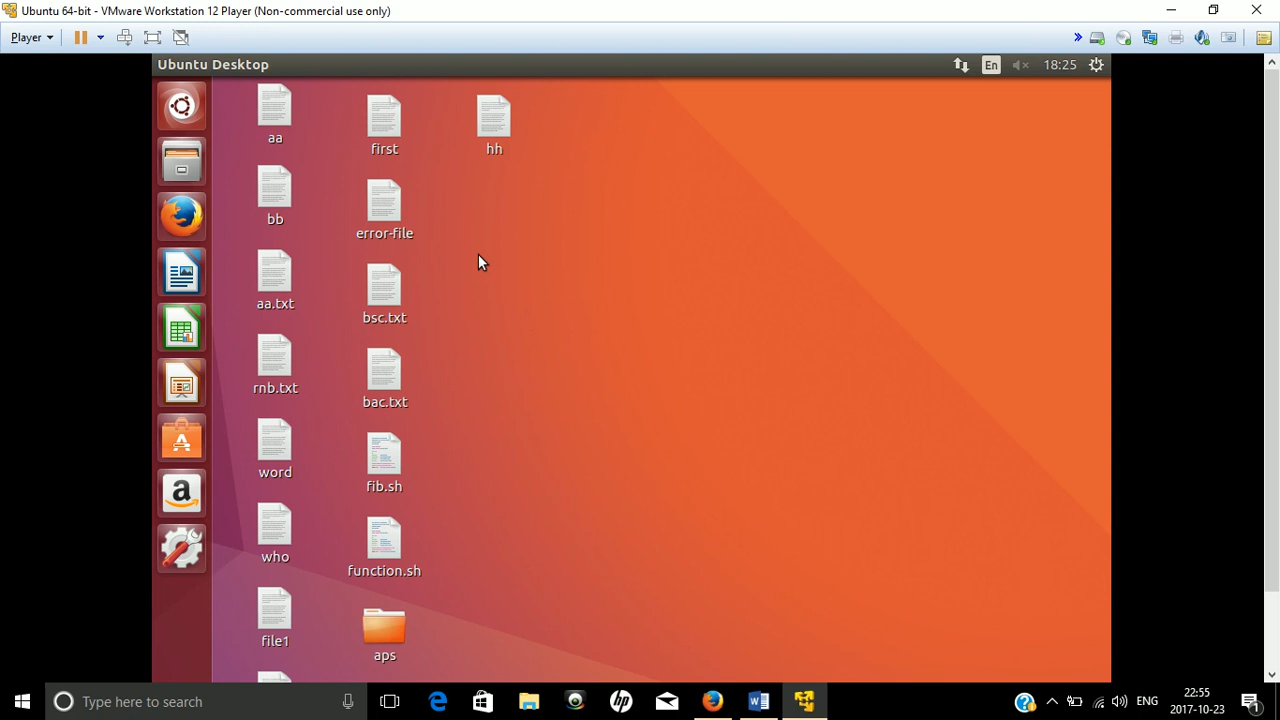 Ubuntu 64-bit - VMware Workstation 12 Player (Non-commercial use only)
Player
Ubuntu Desktop
En
18:25
aa
first
hh
bb
error-file
aa.txt
bsc.txt
rnb.txt
bac.txt
word
fib.sh
who
function.sh
file1
aps
Type here to search
ENG
22:55
2017-10-23
1